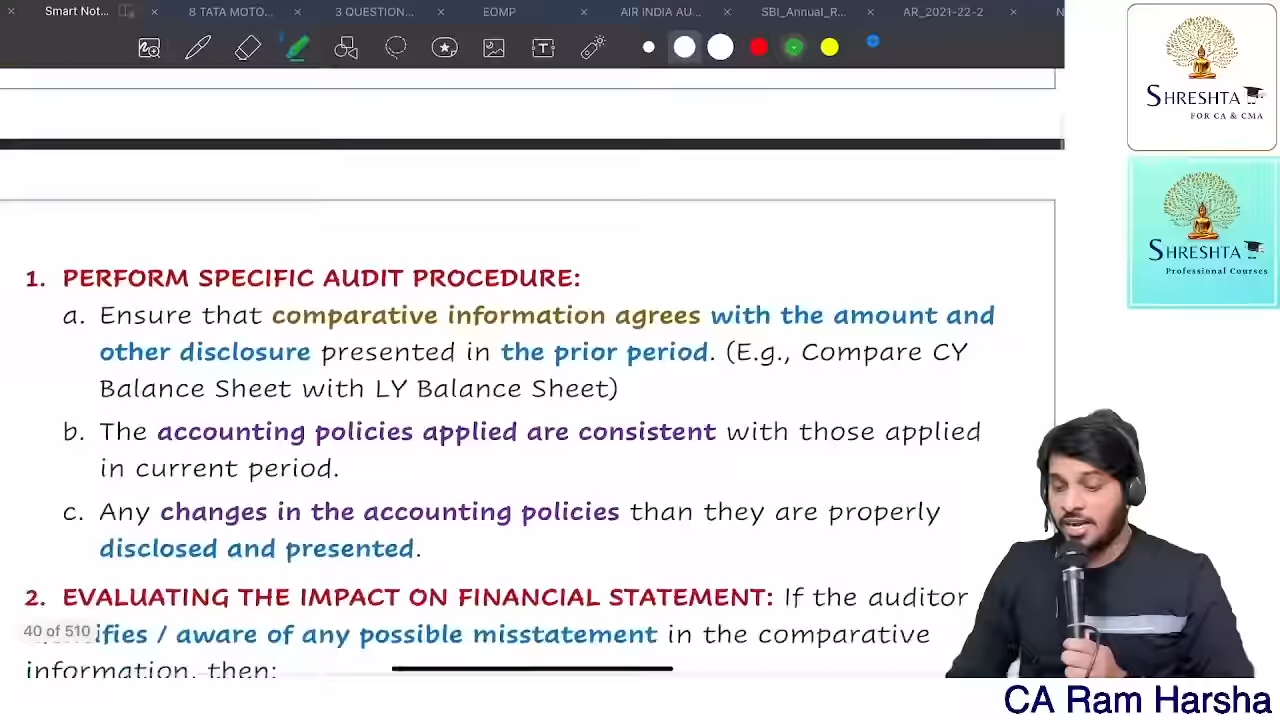 Smart Not...
8 TATA MOTO...
3 QUESTION...
EOMP
AIR INDIA AU...
SBI_Annual_R...
AR_2021-22-2
N
SHRESHTA
FOR CA & CMA
SHRESHTA
Professional Courses
1. PERFORM SPECIFIC AUDIT PROCEDURE:
a. Ensure that comparative information agrees with the amount and
other disclosure presented in the prior period. (E.g., Compare CY
Balance Sheet with LY Balance Sheet)
b. The accounting policies applied are consistent with those applied
in current period.
c. Any changes in the accounting policies than they are properly
disclosed and presented.
2. EVALUATING THE IMPACT ON FINANCIAL STATEMENT: If the auditor
40 of 510 ifies / aware of any possible misstatement in the comparative
information, then:
CA Ram Harsha